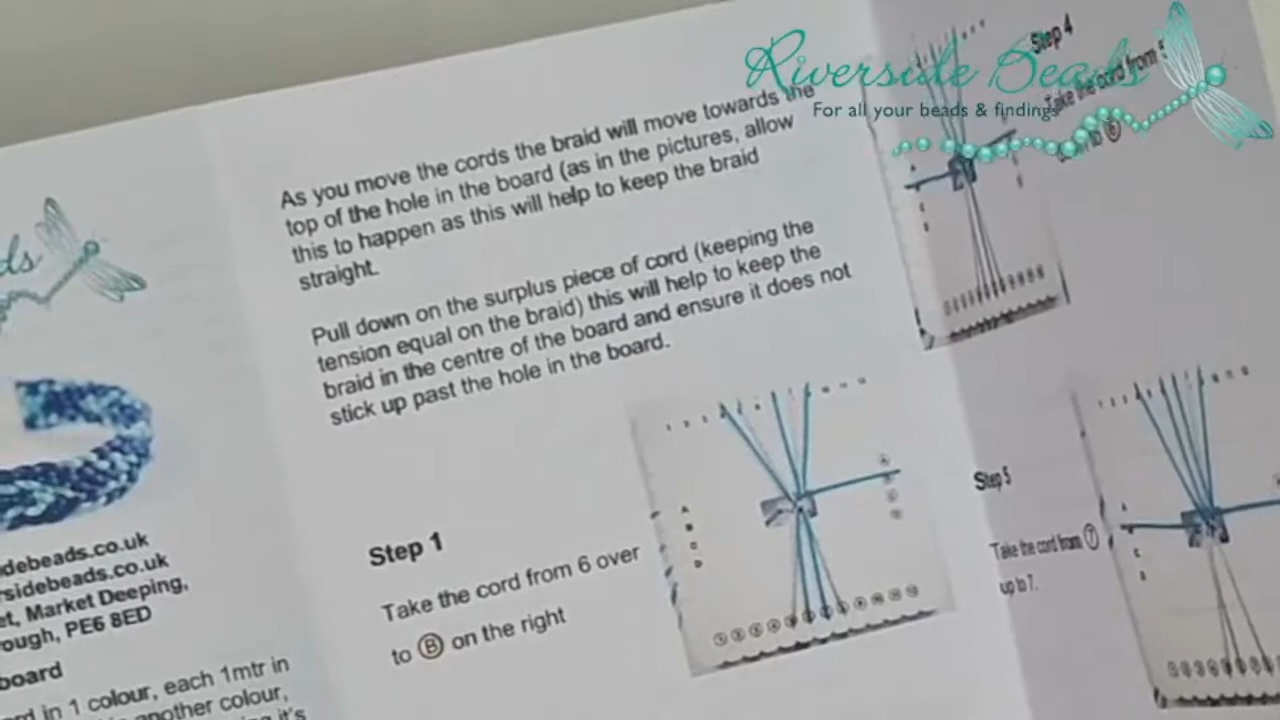 Riverside Beads
For all your beads & findings
As you move the cords the braid will move towards the
top of the hole in the board (as in the pictures, allow
this to happen as this will help to keep the braid
straight.
Pull down on the surplus piece of cord (keeping the
tension equal on the braid) this will help to keep the
braid in the centre of the board and ensure it does not
stick up past the hole in the board.
Step 1
Take the cord from 6 over
to Ⓑ on the right
Step 4
Take the cord from
to ⑥
Step 5
Take the cord from ⑦
up to 7.
ds
debeads.co.uk
rsidebeads.co.uk
et, Market Deeping,
rough, PE6 8ED
board
ord in 1 colour, each 1mtr in
another colour,
it's